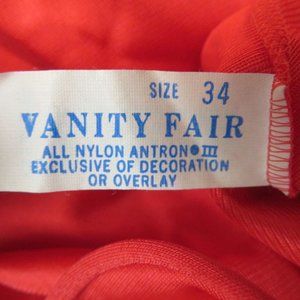 SIZE 34
VANITY FAIR
ALL NYLON ANTRON® III
EXCLUSIVE OF DECORATION
OR OVERLAY